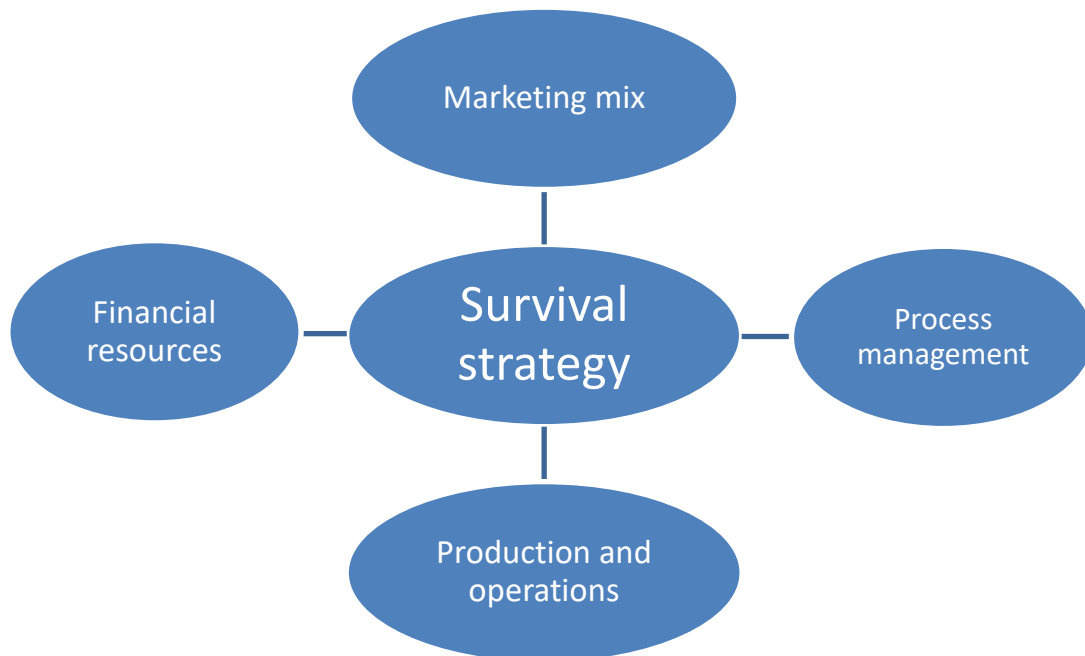 Marketing mix
Financial
resources
Survival
strategy
Process
management
Production and
operations